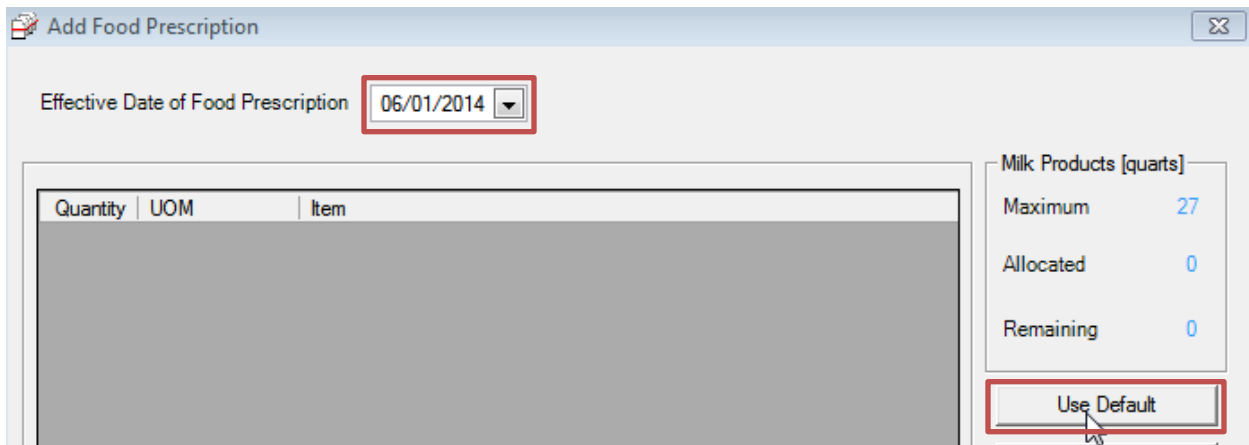 Add Food Prescription
Effective Date of Food Prescription 06/01/2014
Milk Products [quarts]
Quantity UOM Item
Maximum 27
Allocated 0
Remaining 0
Use Default